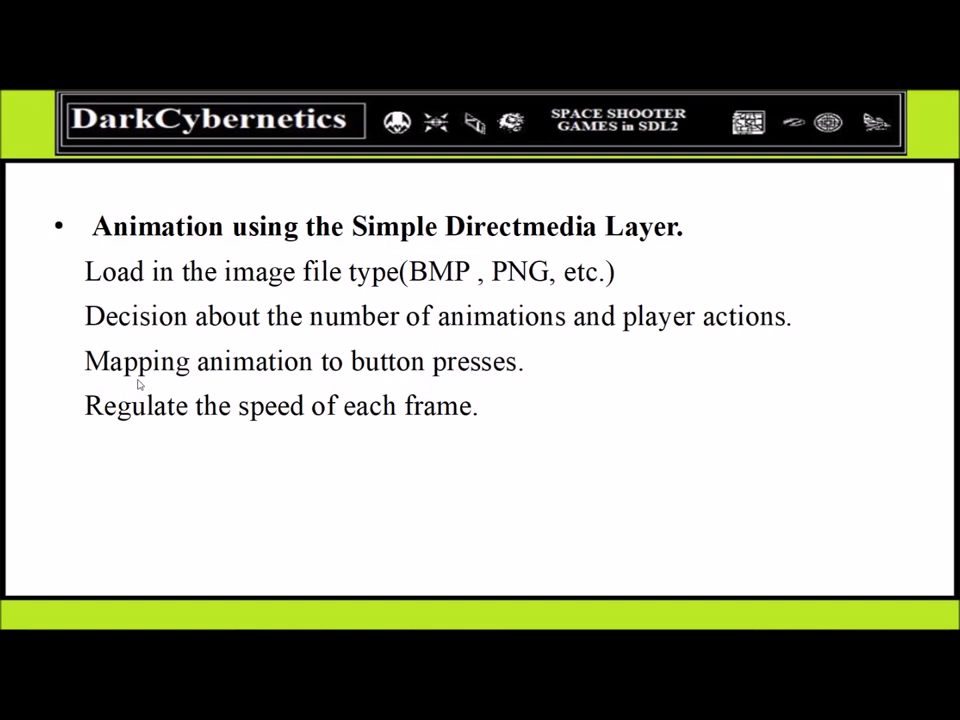 DarkCybernetics
SPACE SHOOTER
GAMES in SDL2
• Animation using the Simple Directmedia Layer.
Load in the image file type(BMP , PNG, etc.)
Decision about the number of animations and player actions.
Mapping animation to button presses.
Regulate the speed of each frame.